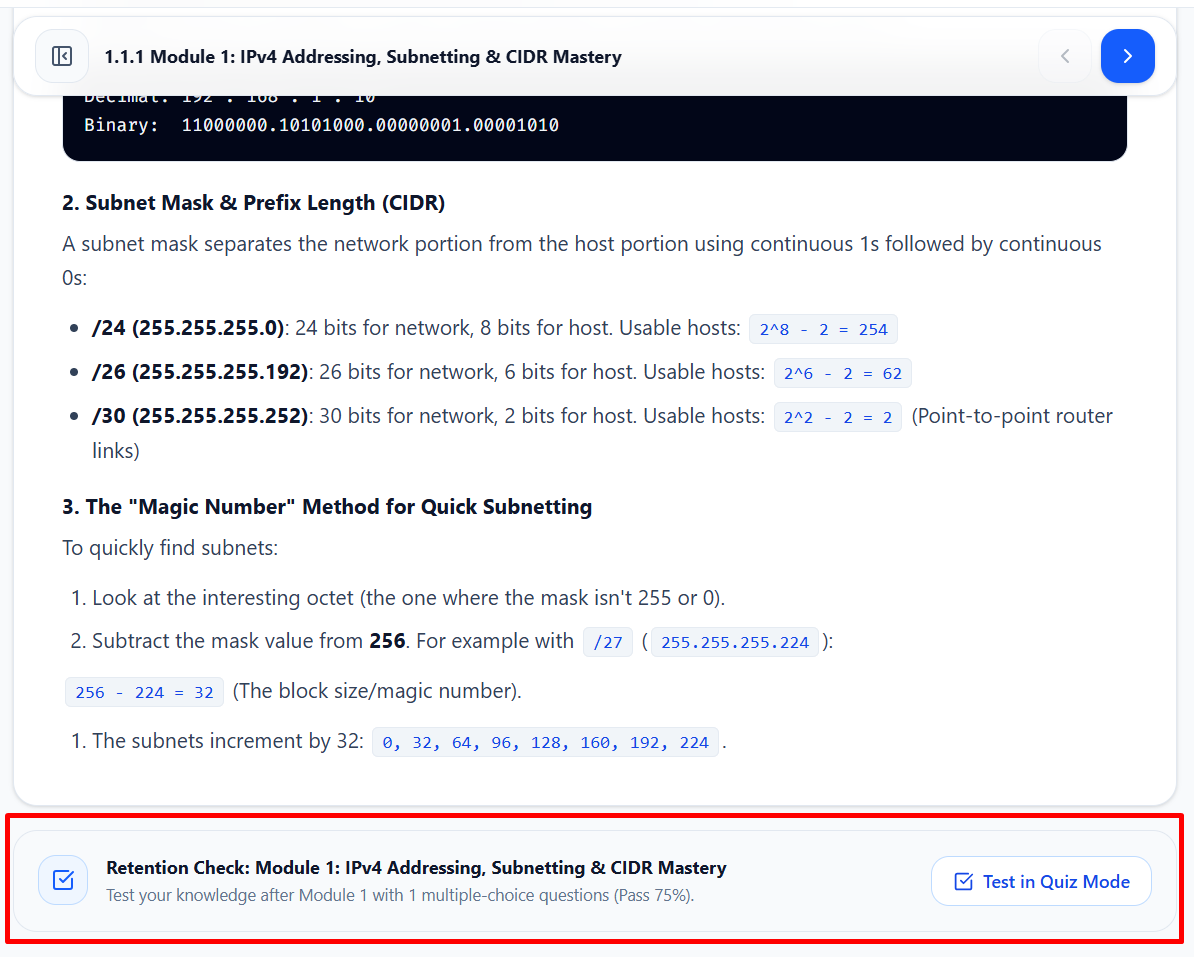 1.1.1 Module 1: IPv4 Addressing, Subnetting & CIDR Mastery
Decimal: 192 . 168 . 1 . 10
Binary:  11000000.10101000.00000001.00001010
2. Subnet Mask & Prefix Length (CIDR)
A subnet mask separates the network portion from the host portion using continuous 1s followed by continuous
0s:
• /24 (255.255.255.0): 24 bits for network, 8 bits for host. Usable hosts: 2^8 - 2 = 254
• /26 (255.255.255.192): 26 bits for network, 6 bits for host. Usable hosts: 2^6 - 2 = 62
• /30 (255.255.255.252): 30 bits for network, 2 bits for host. Usable hosts: 2^2 - 2 = 2 (Point-to-point router
links)
3. The "Magic Number" Method for Quick Subnetting
To quickly find subnets:
1. Look at the interesting octet (the one where the mask isn't 255 or 0).
2. Subtract the mask value from 256. For example with /27 ( 255.255.255.224 ):
256 - 224 = 32 (The block size/magic number).
1. The subnets increment by 32: 0, 32, 64, 96, 128, 160, 192, 224 .
Retention Check: Module 1: IPv4 Addressing, Subnetting & CIDR Mastery
Test your knowledge after Module 1 with 1 multiple-choice questions (Pass 75%).
Test in Quiz Mode